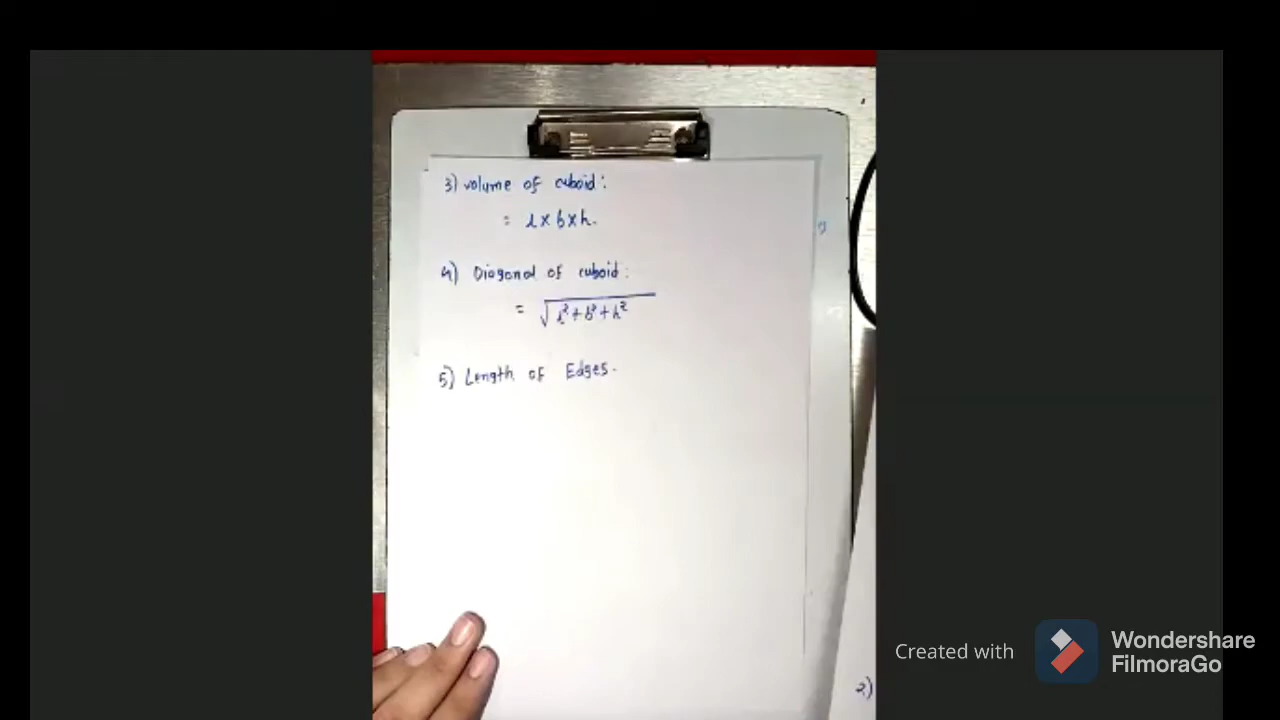 3) Volume of cuboid:
= l × b × h.
4) Diagonal of cuboid:
= √l²+b²+h²
5) Length of Edges.
2)
Created with
Wondershare
FilmoraGo